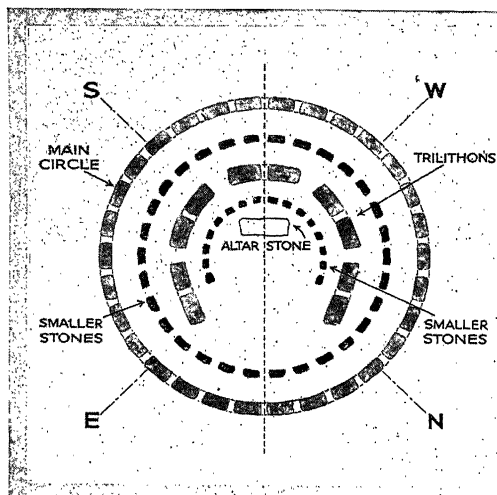 S
W
MAIN
CIRCLE
TRILITHONS
ALTAR STONE
SMALLER
STONES
SMALLER
STONES
E
N